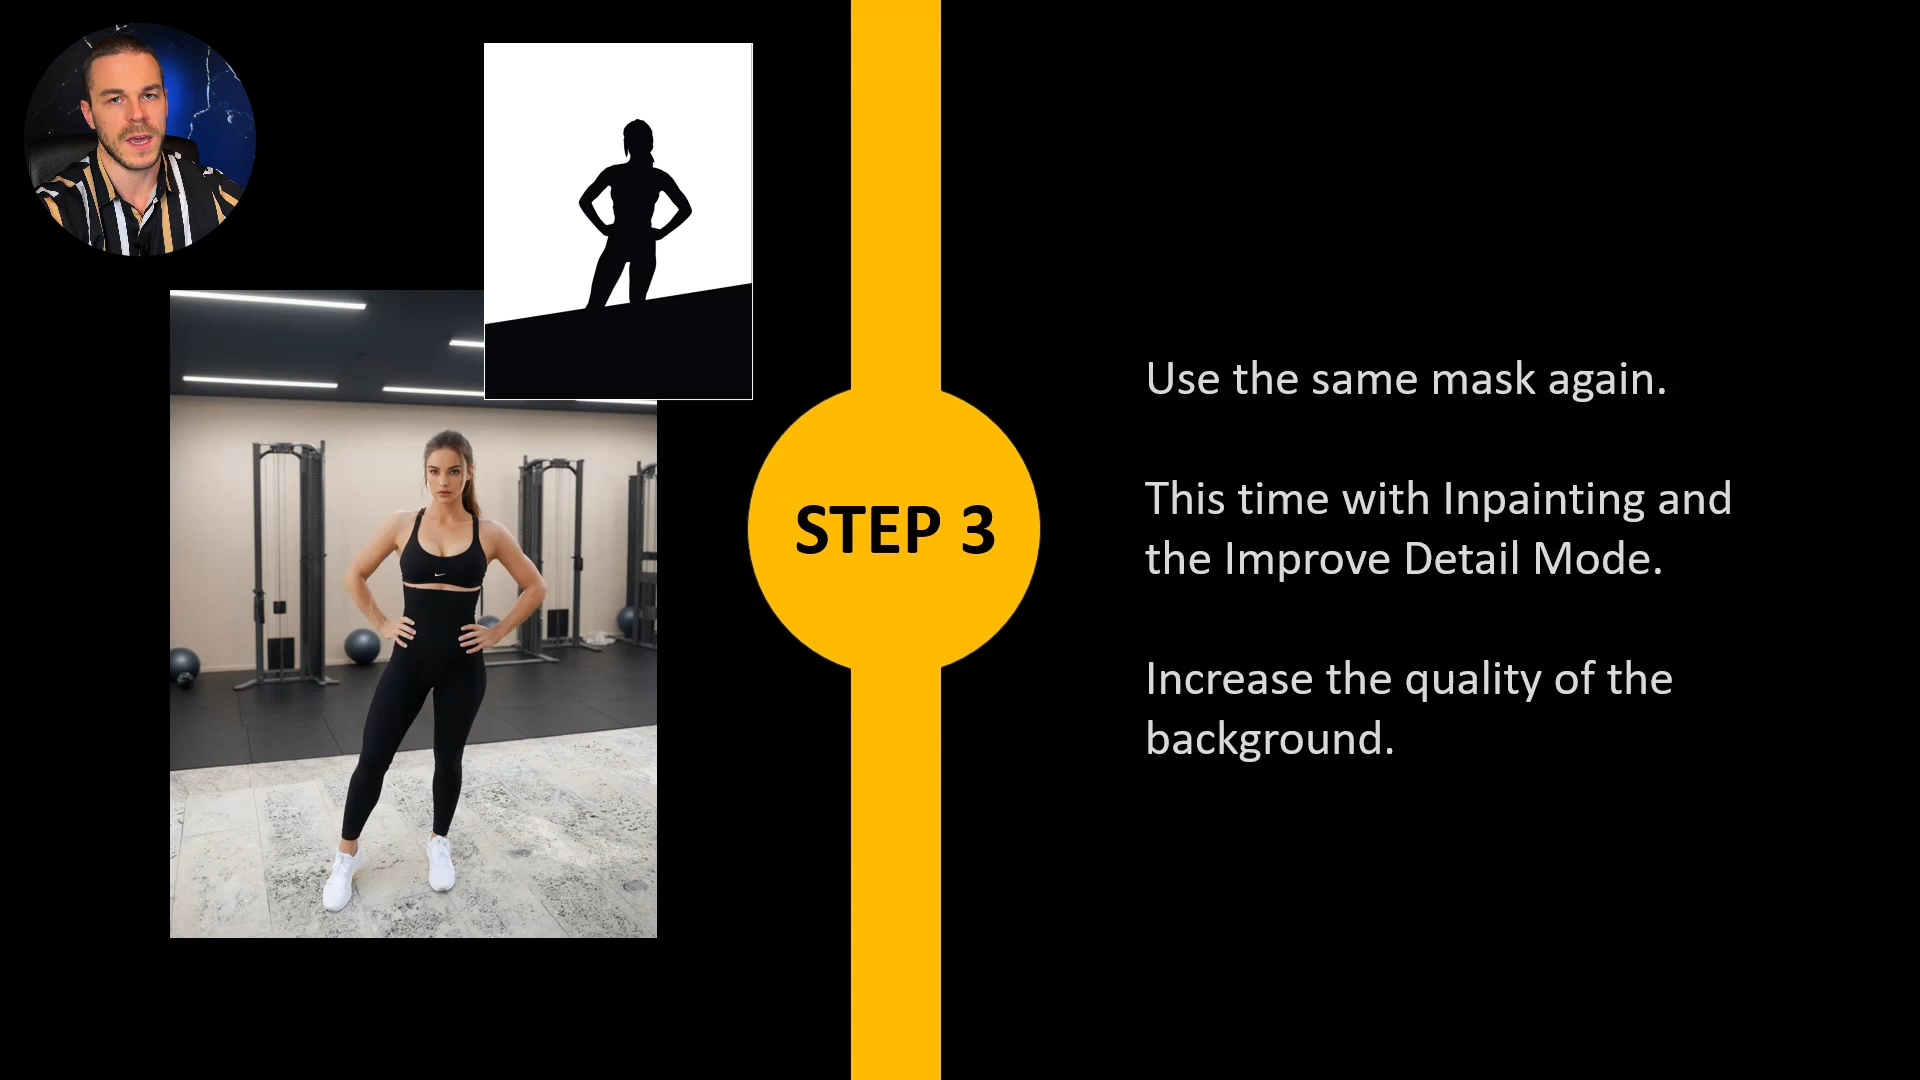 STEP 3
Use the same mask again.
This time with Inpainting and
the Improve Detail Mode.
Increase the quality of the
background.